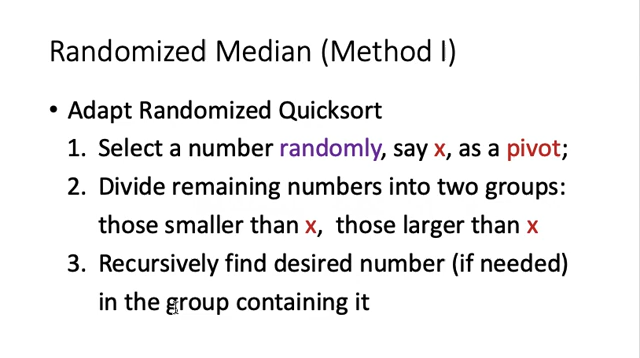 Randomized Median (Method I)
• Adapt Randomized Quicksort
1. Select a number randomly, say x, as a pivot;
2. Divide remaining numbers into two groups:
those smaller than x, those larger than x
3. Recursively find desired number (if needed)
in the group containing it